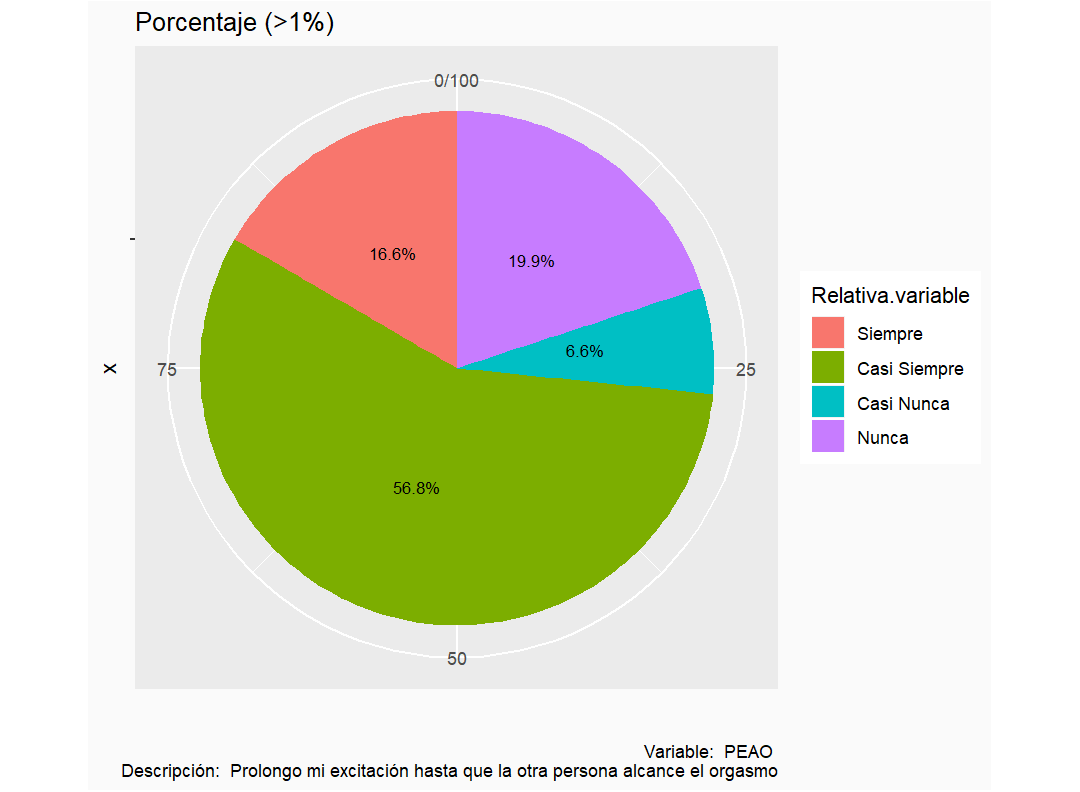 Porcentaje (>1%)
0/100
16.6%
19.9%
6.6%
56.8%
75
25
50
x
Relativa.variable
Siempre
Casi Siempre
Casi Nunca
Nunca
Variable:  PEAO
Descripción:  Prolongo mi excitación hasta que la otra persona alcance el orgasmo